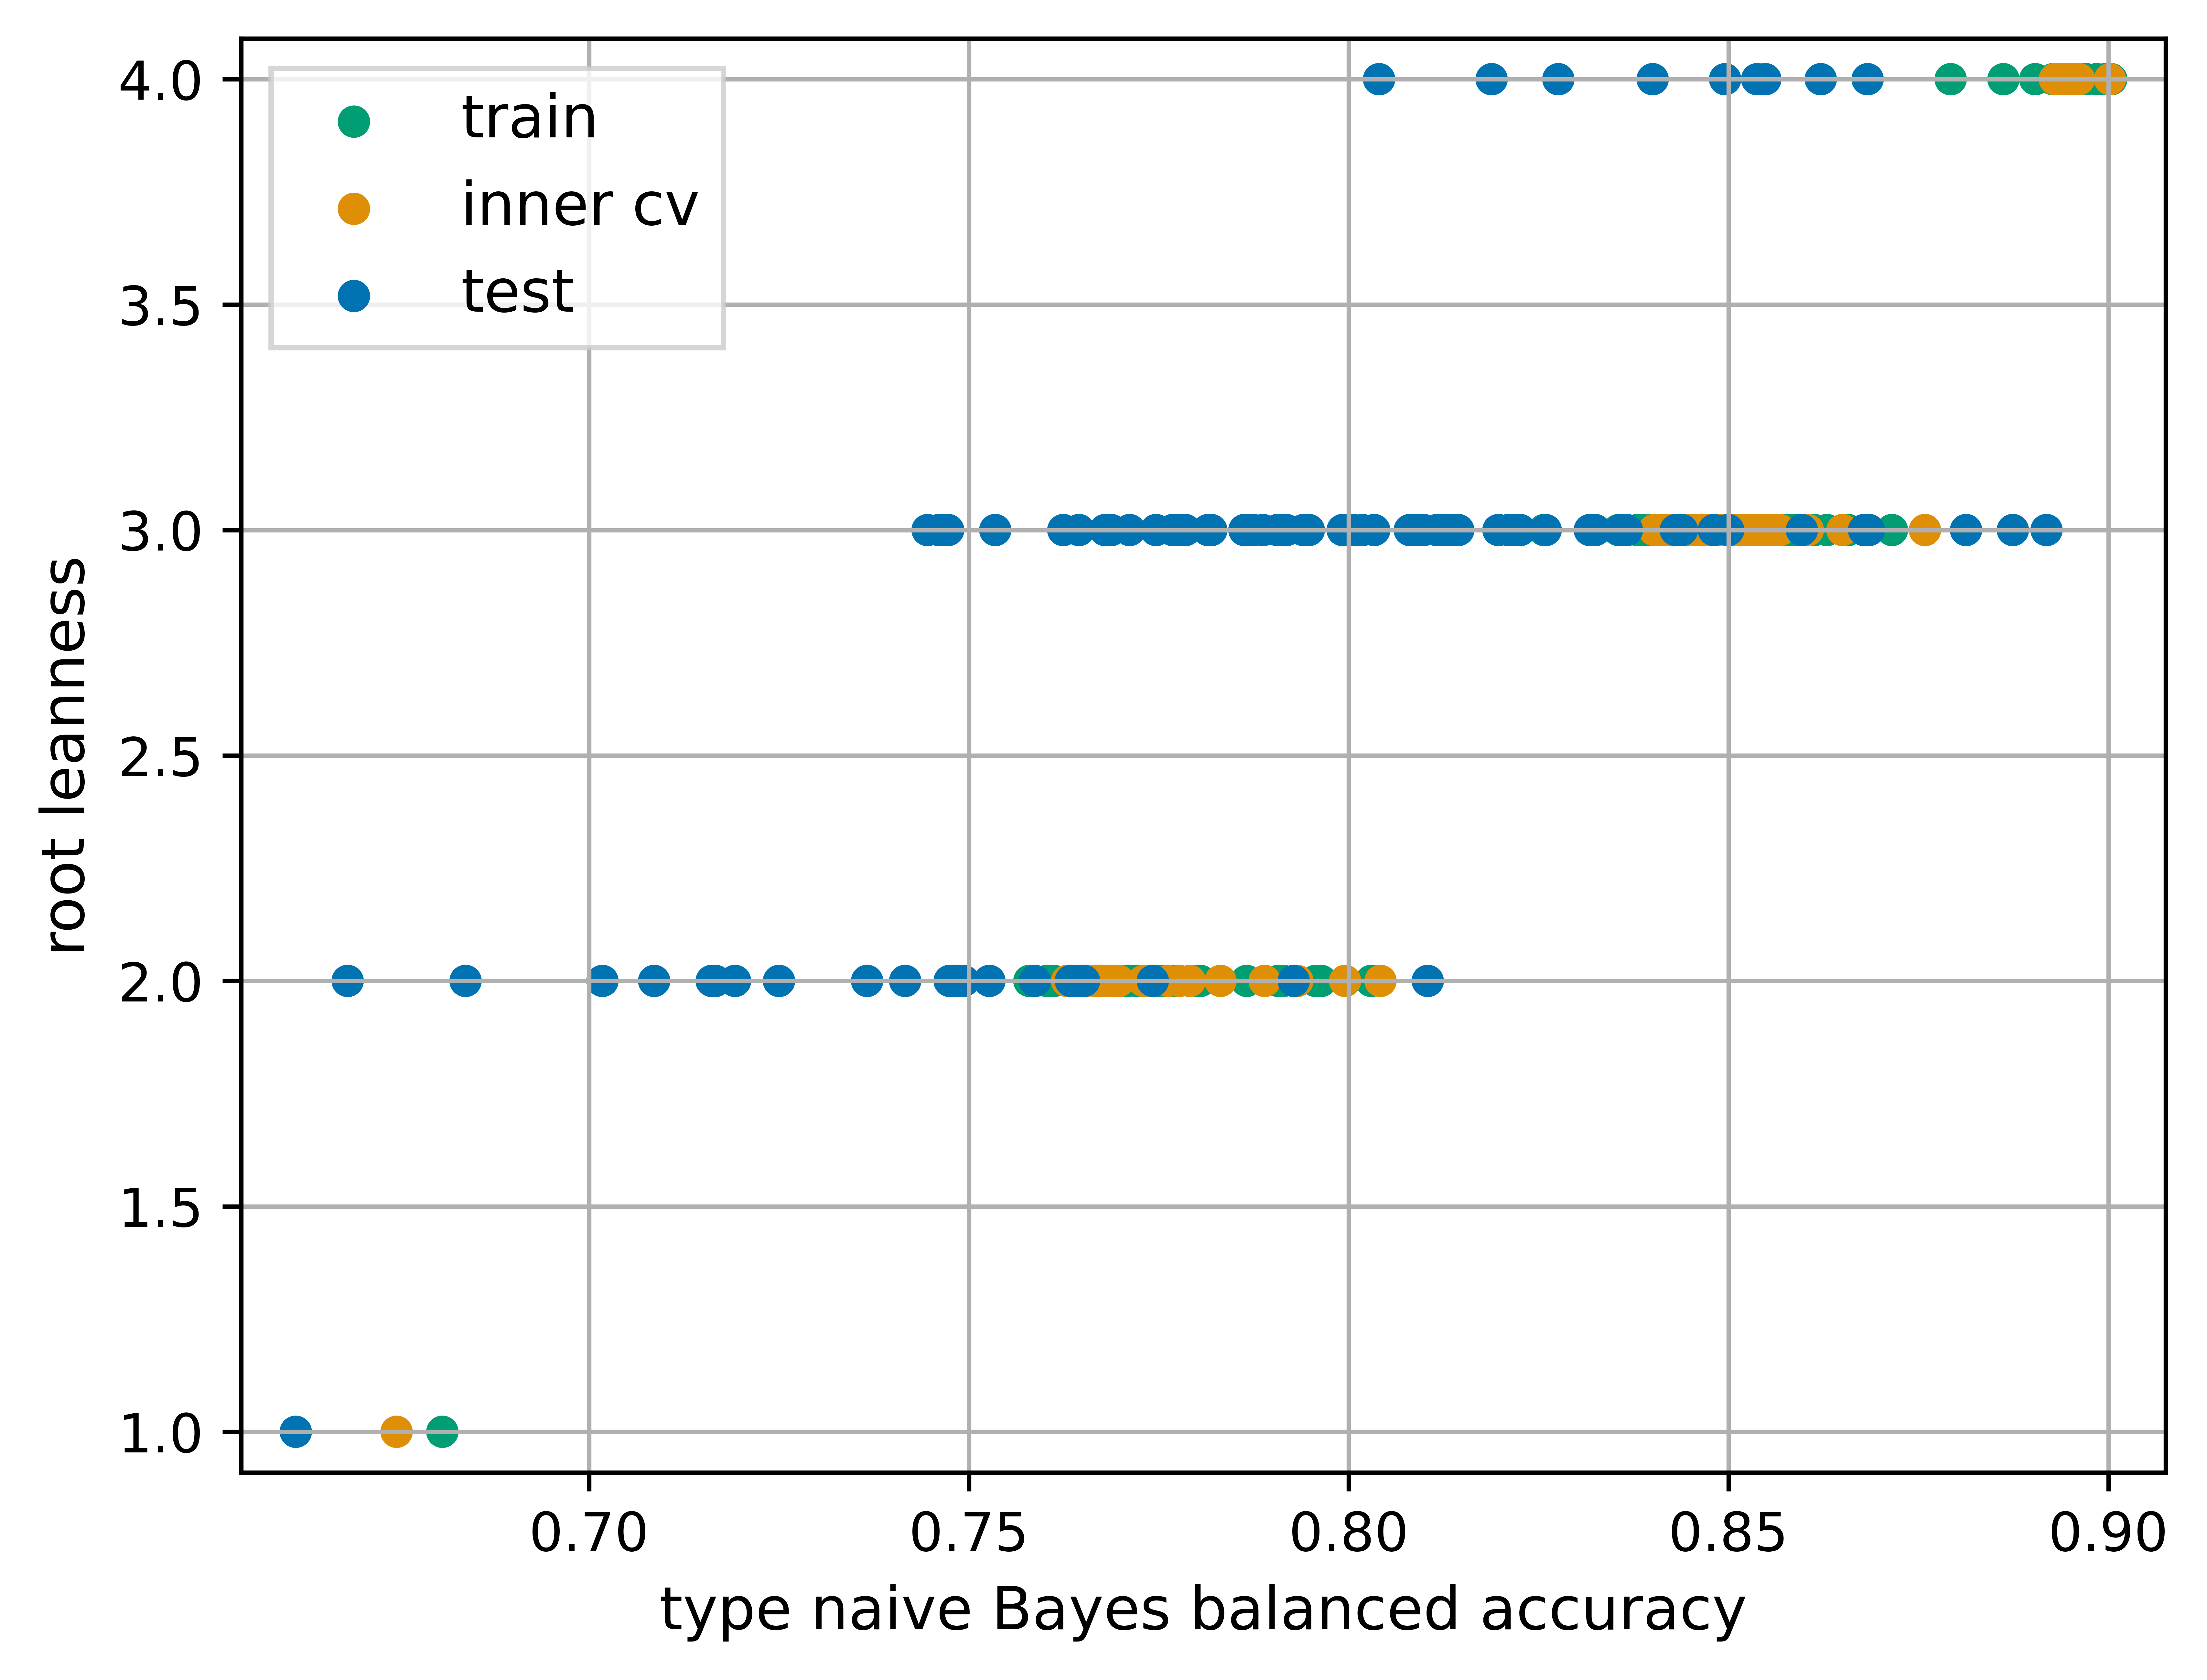 train
inner cv
test
4.0
3.5
3.0
2.5
2.0
1.5
1.0
root leanness
0.70 0.75 0.80 0.85 0.90
type naive Bayes balanced accuracy